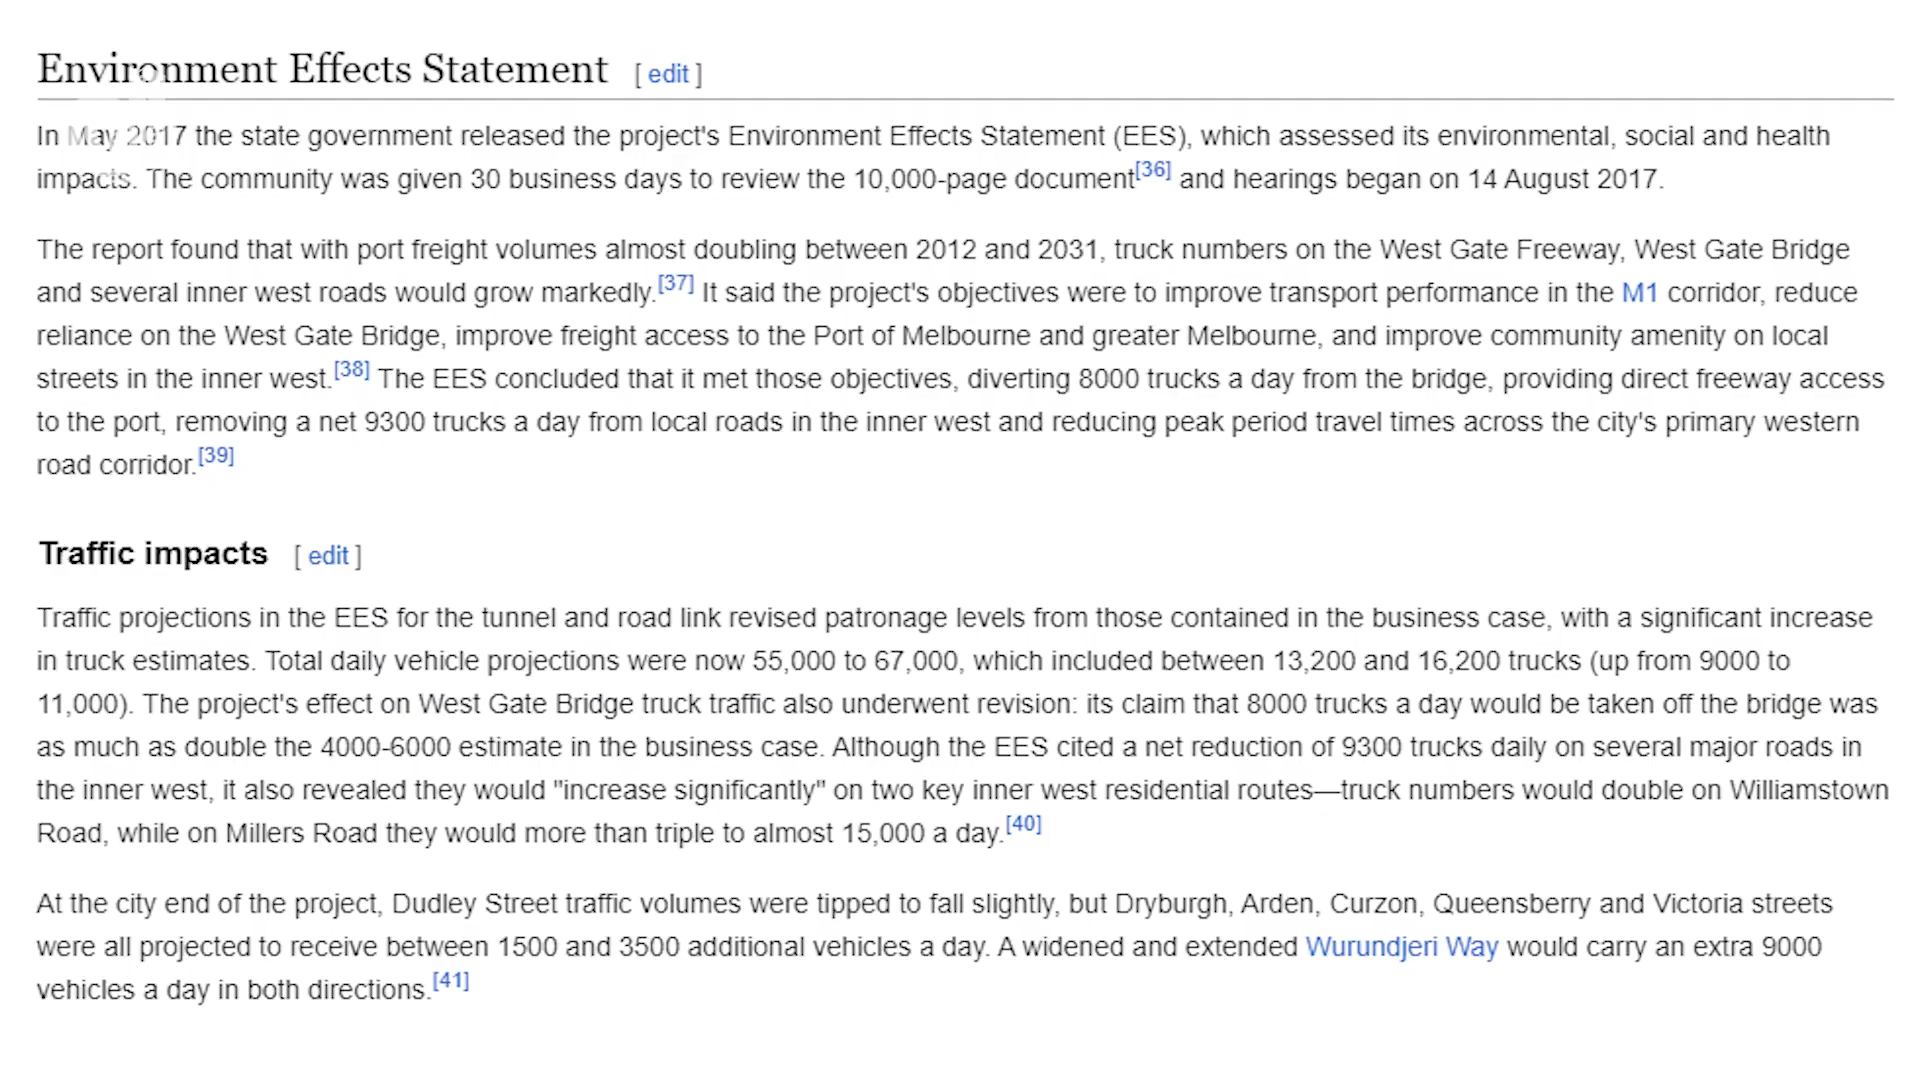 Environment Effects Statement [ edit ]
In May 2017 the state government released the project's Environment Effects Statement (EES), which assessed its environmental, social and health
impacts. The community was given 30 business days to review the 10,000-page document[36] and hearings began on 14 August 2017.
The report found that with port freight volumes almost doubling between 2012 and 2031, truck numbers on the West Gate Freeway, West Gate Bridge
and several inner west roads would grow markedly.[37] It said the project's objectives were to improve transport performance in the M1 corridor, reduce
reliance on the West Gate Bridge, improve freight access to the Port of Melbourne and greater Melbourne, and improve community amenity on local
streets in the inner west.[38] The EES concluded that it met those objectives, diverting 8000 trucks a day from the bridge, providing direct freeway access
to the port, removing a net 9300 trucks a day from local roads in the inner west and reducing peak period travel times across the city's primary western
road corridor.[39]
Traffic impacts [ edit ]
Traffic projections in the EES for the tunnel and road link revised patronage levels from those contained in the business case, with a significant increase
in truck estimates. Total daily vehicle projections were now 55,000 to 67,000, which included between 13,200 and 16,200 trucks (up from 9000 to
11,000). The project's effect on West Gate Bridge truck traffic also underwent revision: its claim that 8000 trucks a day would be taken off the bridge was
as much as double the 4000-6000 estimate in the business case. Although the EES cited a net reduction of 9300 trucks daily on several major roads in
the inner west, it also revealed they would "increase significantly" on two key inner west residential routes—truck numbers would double on Williamstown
Road, while on Millers Road they would more than triple to almost 15,000 a day.[40]
At the city end of the project, Dudley Street traffic volumes were tipped to fall slightly, but Dryburgh, Arden, Curzon, Queensberry and Victoria streets
were all projected to receive between 1500 and 3500 additional vehicles a day. A widened and extended Wurundjeri Way would carry an extra 9000
vehicles a day in both directions.[41]